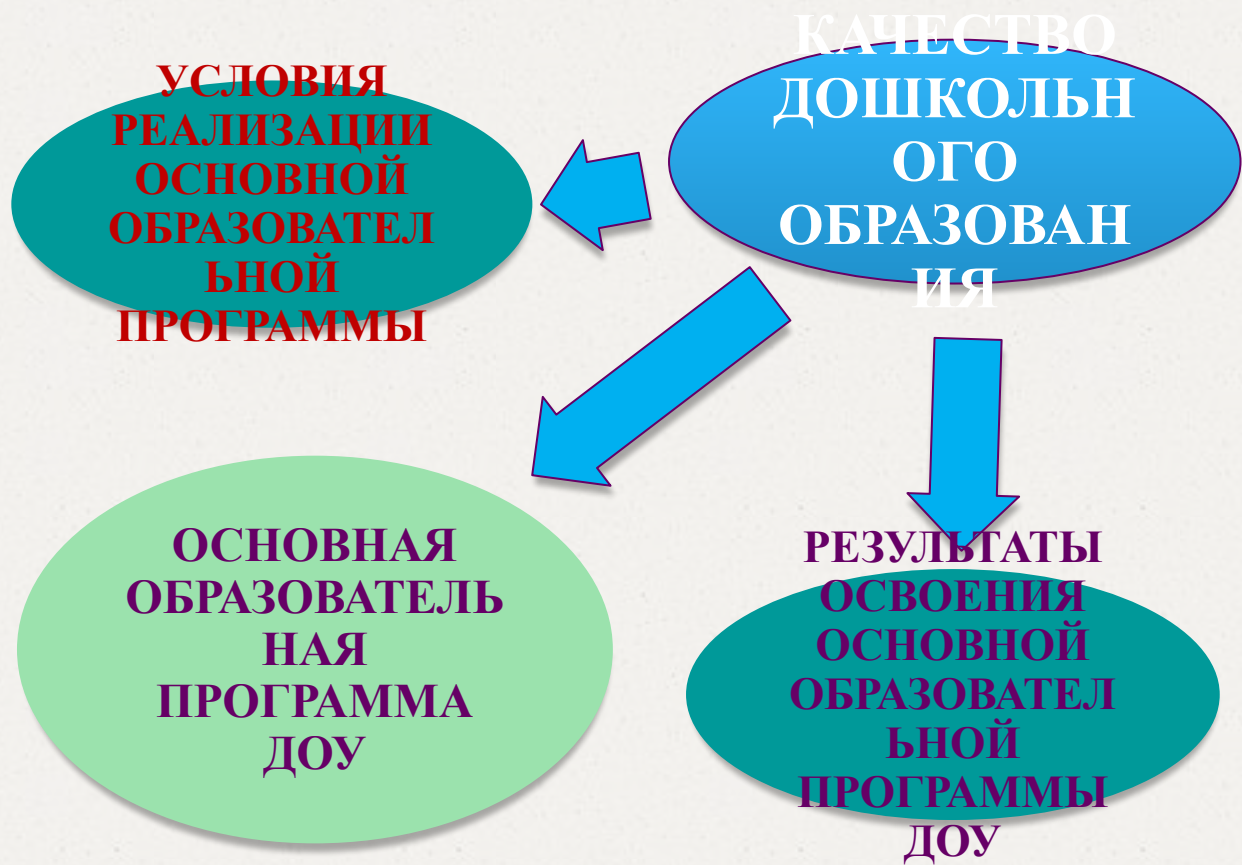 УСЛОВИЯ
РЕАЛИЗАЦИИ
ОСНОВНОЙ
ОБРАЗОВАТЕЛ
ЬНОЙ
ПРОГРАММЫ
КАЧЕСТВО
ДОШКОЛЬН
ОГО
ОБРАЗОВАН
ИЯ
ОСНОВНАЯ
ОБРАЗОВАТЕЛЬ
НАЯ
ПРОГРАММА
ДОУ
РЕЗУЛЬТАТЫ
ОСВОЕНИЯ
ОСНОВНОЙ
ОБРАЗОВАТЕЛ
ЬНОЙ
ПРОГРАММЫ
ДОУ